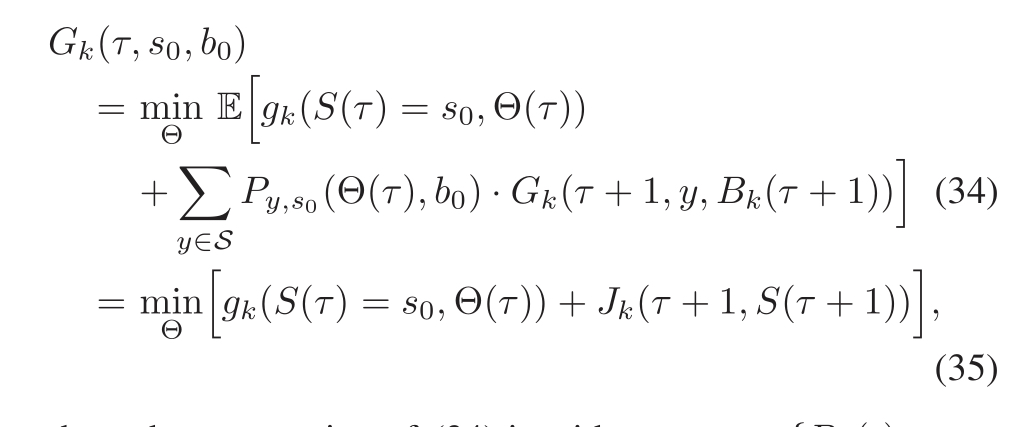 G_k(τ, s_0, b_0)
= min_Θ 𝔼[g_k(S(τ) = s_0, Θ(τ))
+ ∑_{y∈𝒮} P_{y,s_0}(Θ(τ), b_0) · G_k(τ + 1, y, B_k(τ + 1))] (34)
= min_Θ[g_k(S(τ) = s_0, Θ(τ)) + J_k(τ + 1, S(τ + 1))],
(35)